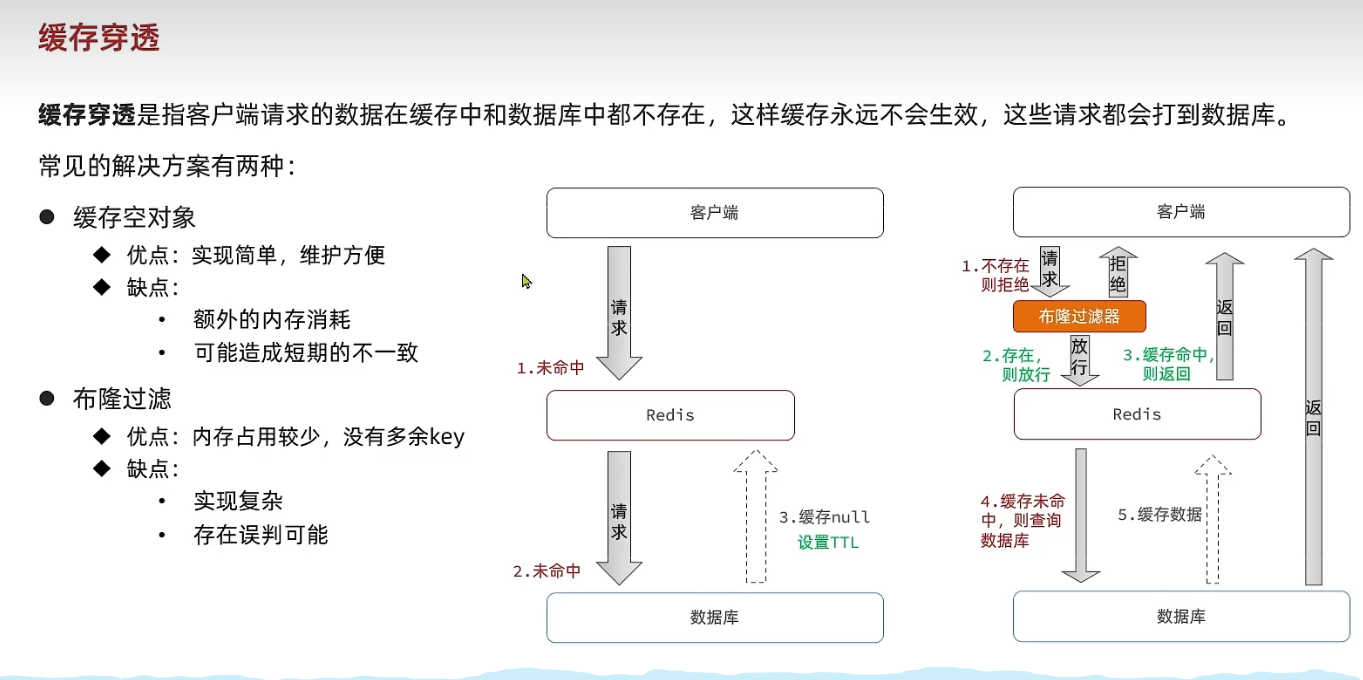 缓存穿透
缓存穿透是指客户端请求的数据在缓存中和数据库中都不存在，这样缓存永远不会生效，这些请求都会打到数据库。
常见的解决方案有两种：
缓存空对象
优点：实现简单，维护方便
缺点：
额外的内存消耗
可能造成短期的不一致
布隆过滤
优点：内存占用较少，没有多余key
缺点：
实现复杂
存在误判可能
客户端
请求
1.未命中
Redis
请求
3.缓存null
设置TTL
2.未命中
数据库
客户端
1.不存在
则拒绝
请求
拒绝
布隆过滤器
返回
2.存在，
则放行
放行
3.缓存命中，
则返回
Redis
返回
4.缓存未命
中，则查询
数据库
5.缓存数据
数据库